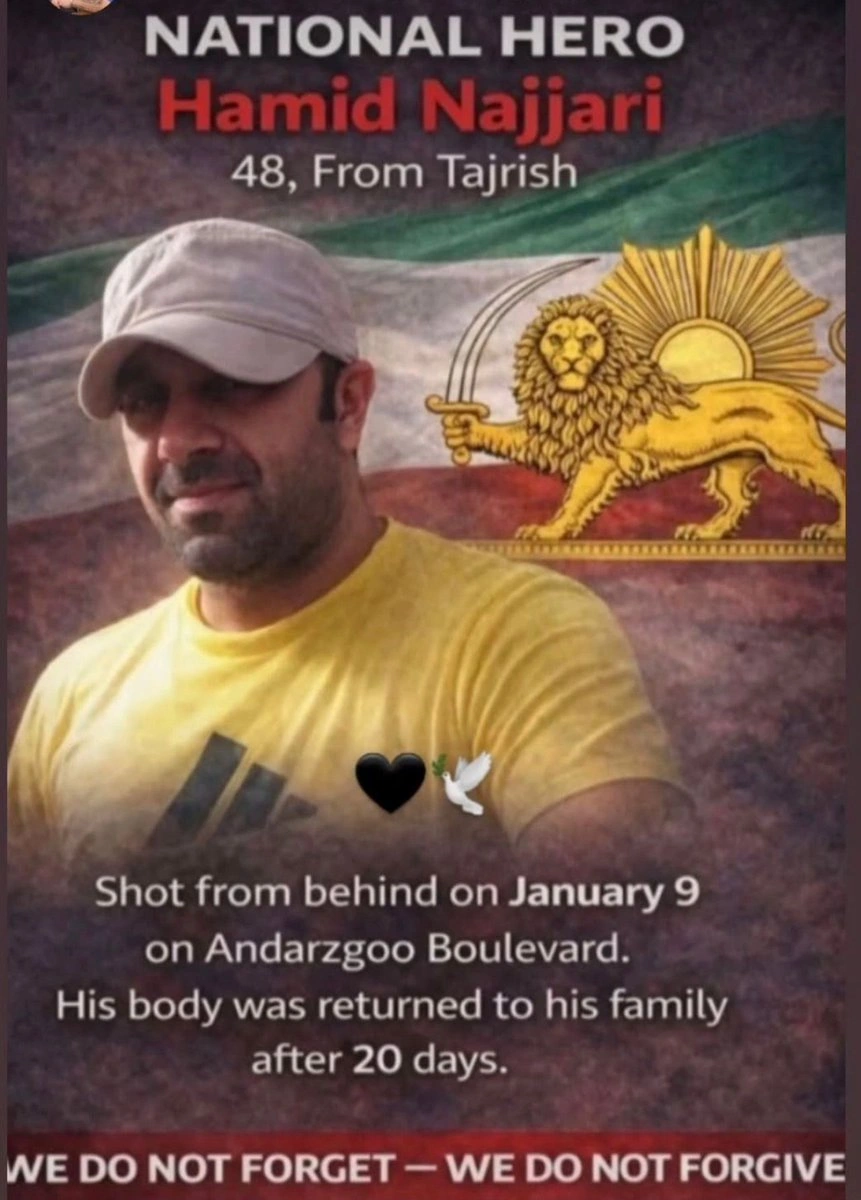 NATIONAL HERO
Hamid Najjari
48, From Tajrish
Shot from behind on January 9
on Andarzgoo Boulevard.
His body was returned to his family
after 20 days.
WE DO NOT FORGET — WE DO NOT FORGIVE